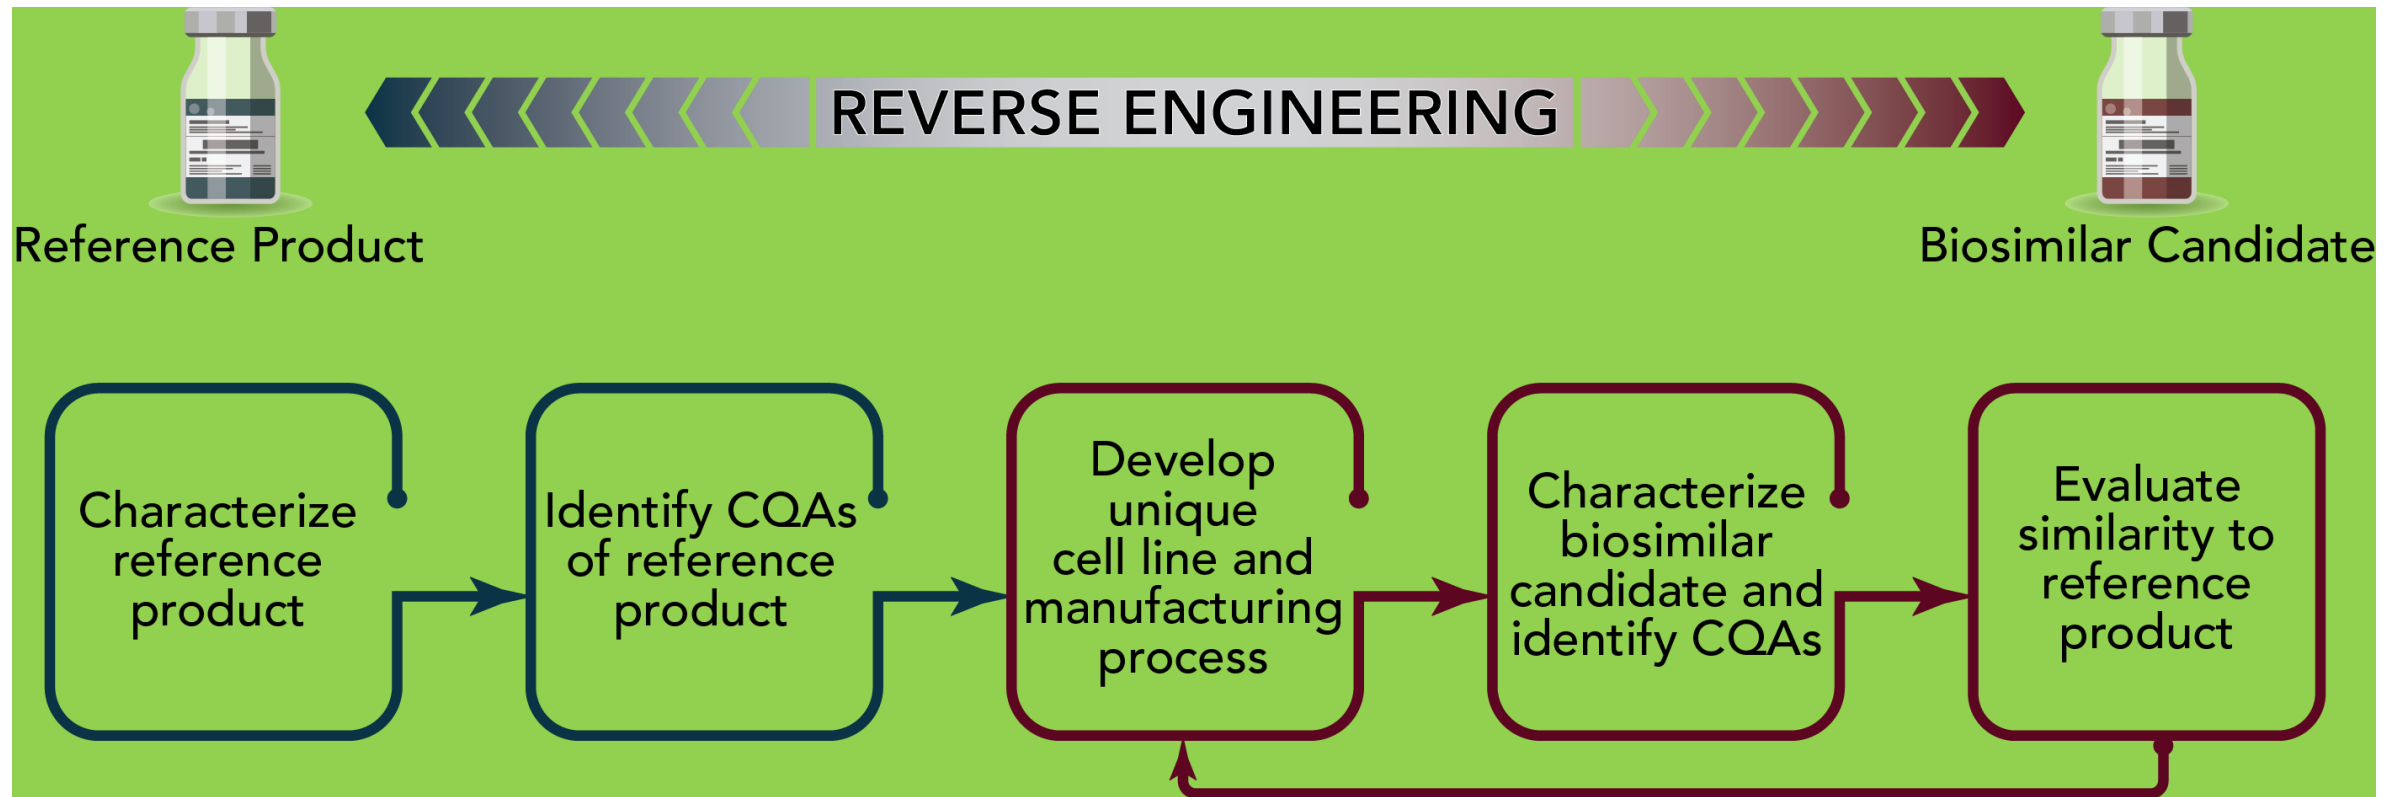 REVERSE ENGINEERING
Reference Product
Biosimilar Candidate
Characterize
reference
product
Identify CQAs
of reference
product
Develop
unique
cell line and
manufacturing
process
Characterize
biosimilar
candidate and
identify CQAs
Evaluate
similarity to
reference
product